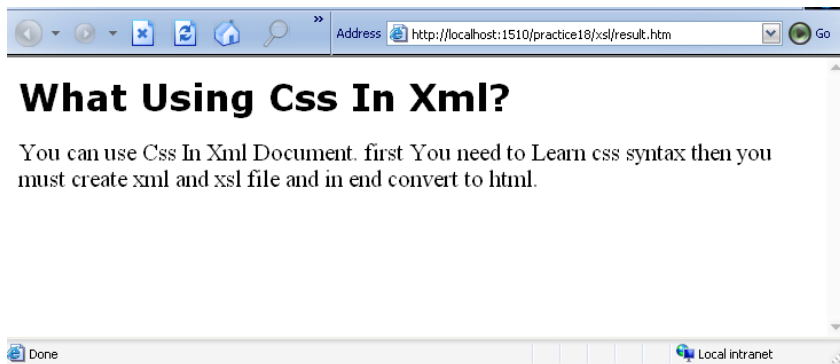 » Address http://localhost:1510/practice18/xsl/result.htm Go
What Using Css In Xml?
You can use Css In Xml Document. first You need to Learn css syntax then you
must create xml and xsl file and in end convert to html.
Done Local intranet